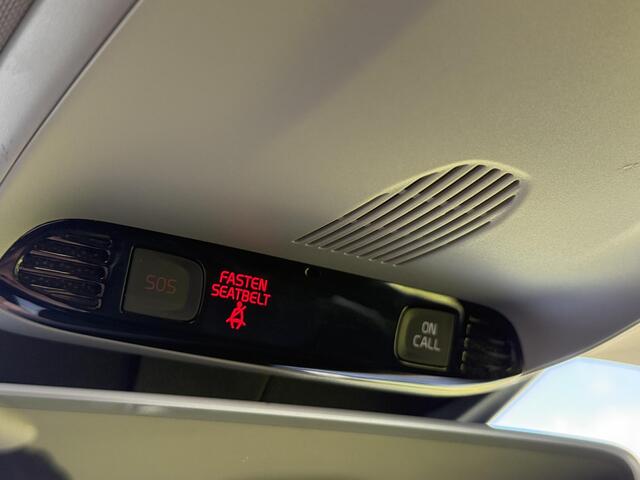 SOS
FASTEN
SEATBELT
ON
CALL